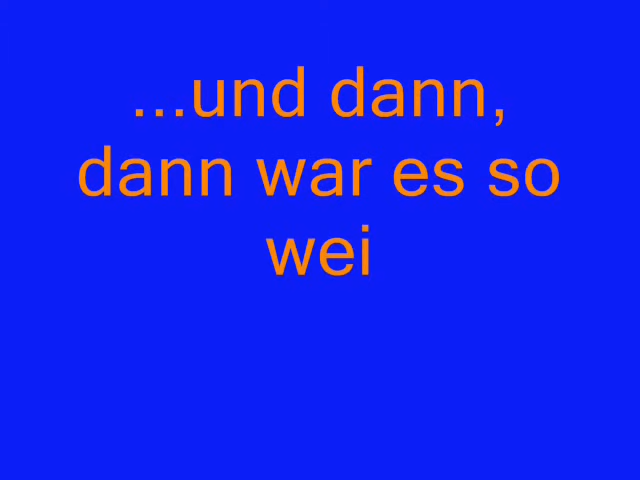 ...und dann,
dann war es so
wei